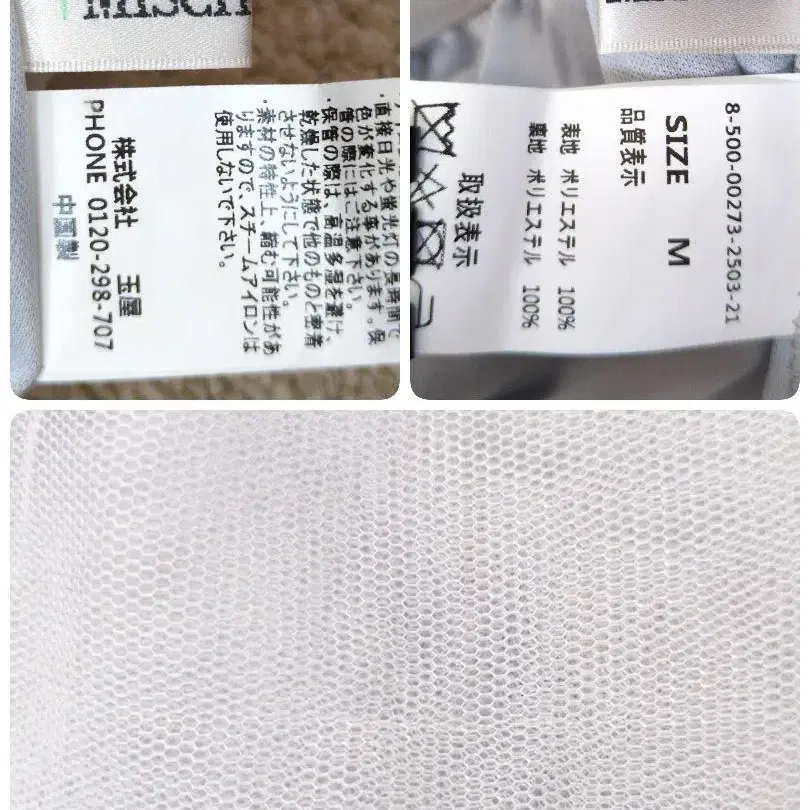 直接日光や蛍光灯の長時間で
色が変化する事があります。保
管の際にはご注意下さい。
・保管の際は、高温多湿を避け、
乾燥した状態で他のものと密着
させないようにして下さい。
・素材の特性上、縮む可能性があ
りますので、スチームアイロンは
使用しないで下さい。
株式会社 玉屋
PHONE 0120-298-707
中国製
8-500-00273-2503-21
SIZE M
品質表示
表地 ポリエステル 100%
裏地 ポリエステル 100%
取扱表示